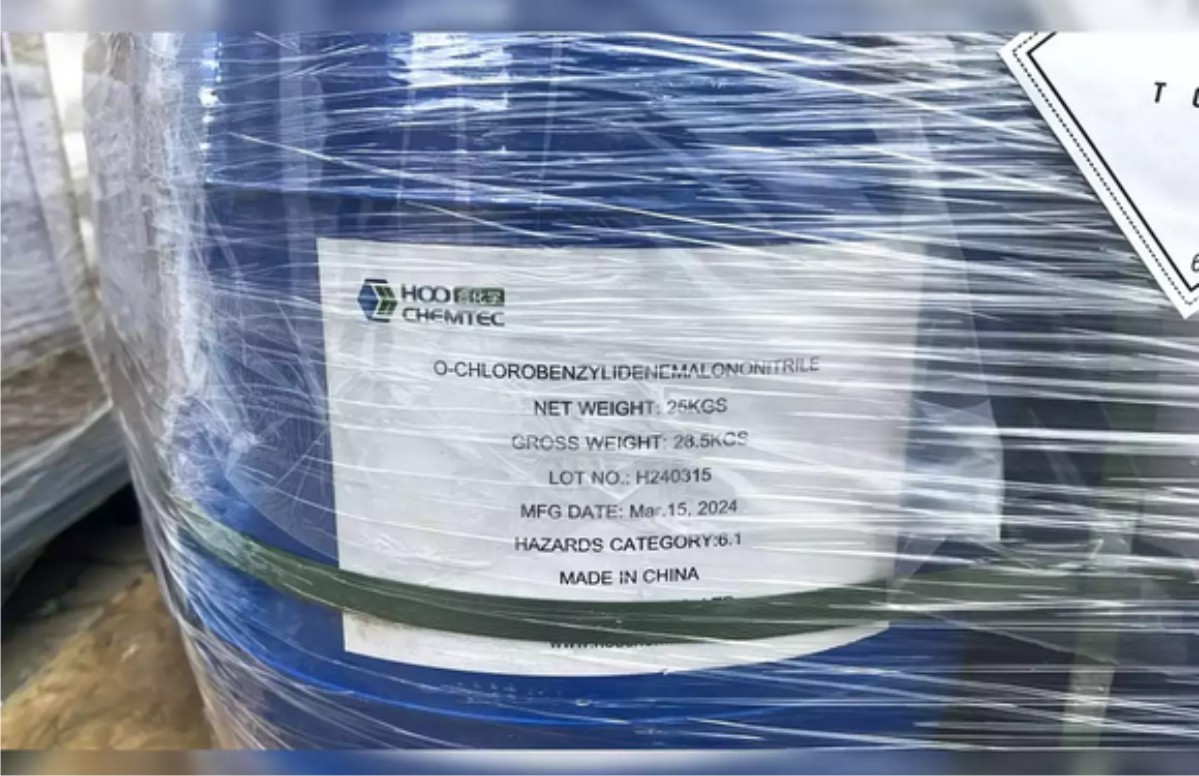 HOO
CHEMTEC
O-CHLOROBENZYLIDENEMALONONITRILE
NET WEIGHT: 25KGS
GROSS WEIGHT: 28.5KGS
LOT NO.: H240315
MFG DATE: Mar.15, 2024
HAZARDS CATEGORY:6.1
MADE IN CHINA
T
6